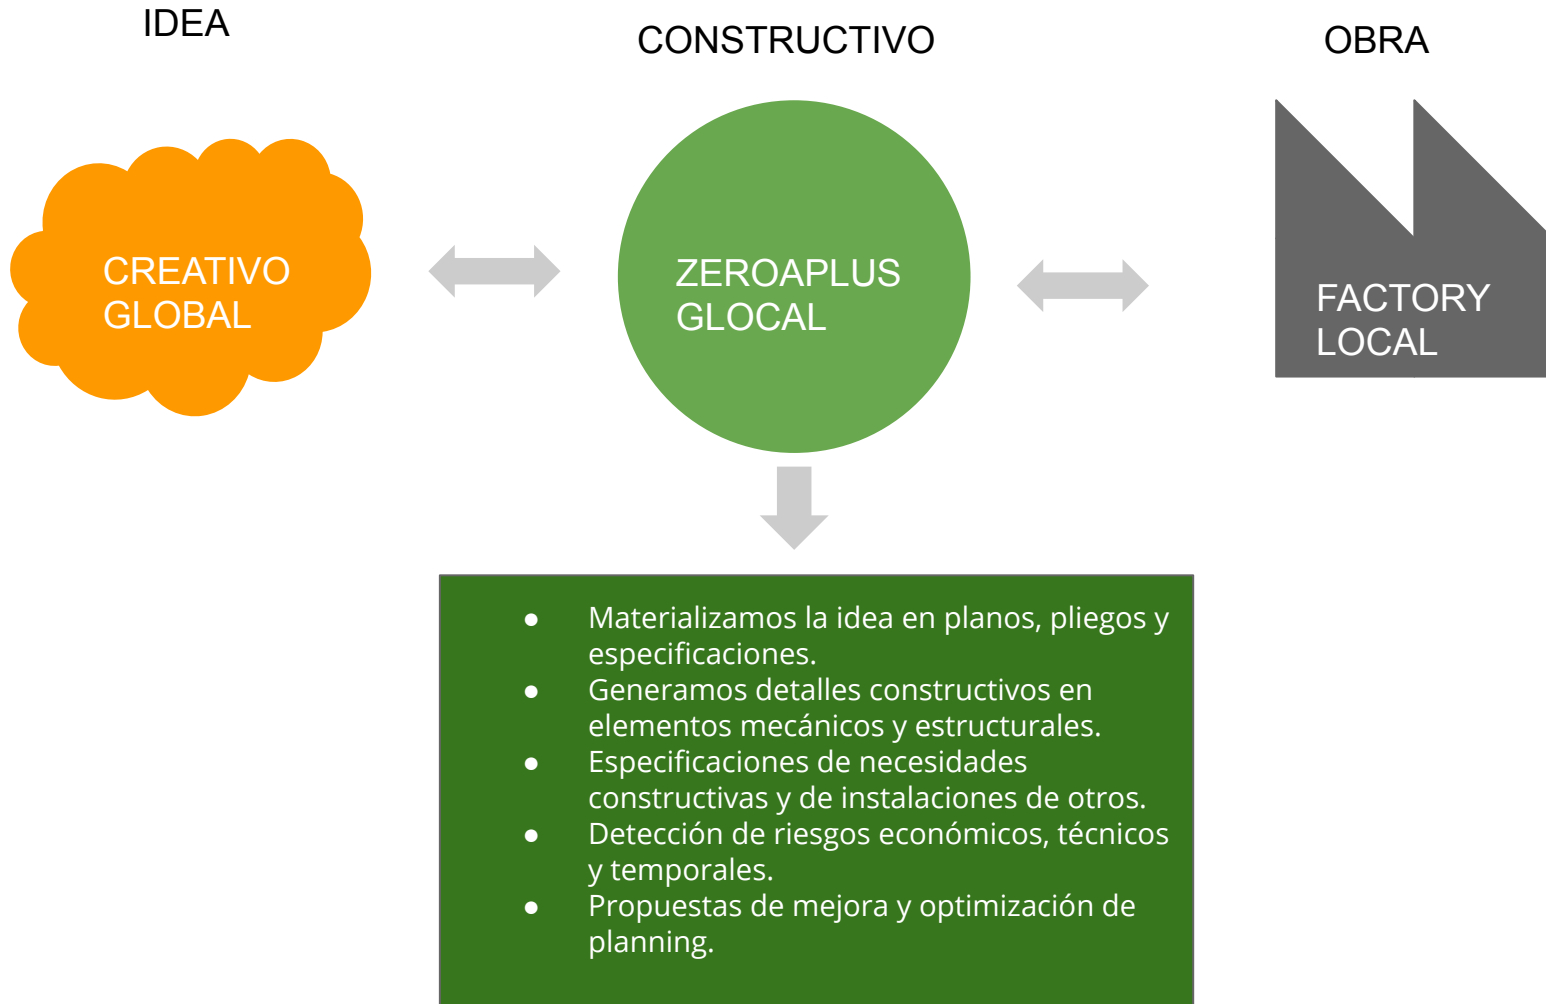 IDEA
CONSTRUCTIVO
OBRA
CREATIVO
GLOBAL
ZEROAPLUS
GLOCAL
FACTORY
LOCAL
● Materializamos la idea en planos, pliegos y
especificaciones.
● Generamos detalles constructivos en
elementos mecánicos y estructurales.
● Especificaciones de necesidades
constructivas y de instalaciones de otros.
● Detección de riesgos económicos, técnicos
y temporales.
● Propuestas de mejora y optimización de
planning.